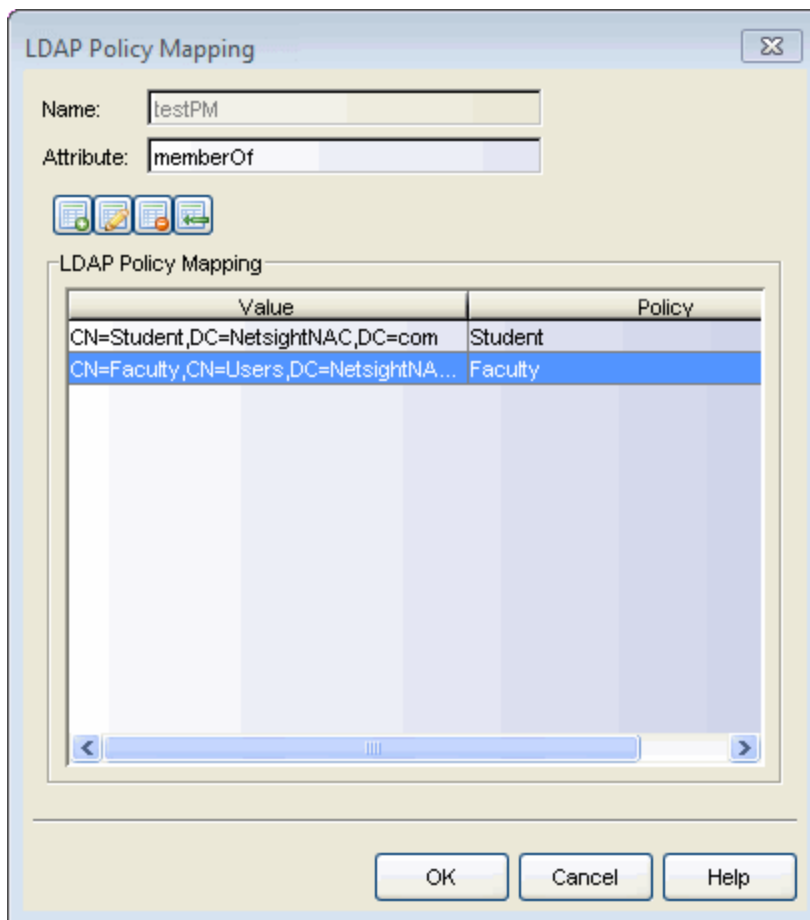 LDAP Policy Mapping
Name: testPM
Attribute: memberOf
LDAP Policy Mapping
Value Policy
CN=Student,DC=NetsightNAC,DC=com Student
CN=Faculty,CN=Users,DC=NetsightNA... Faculty
OK Cancel Help